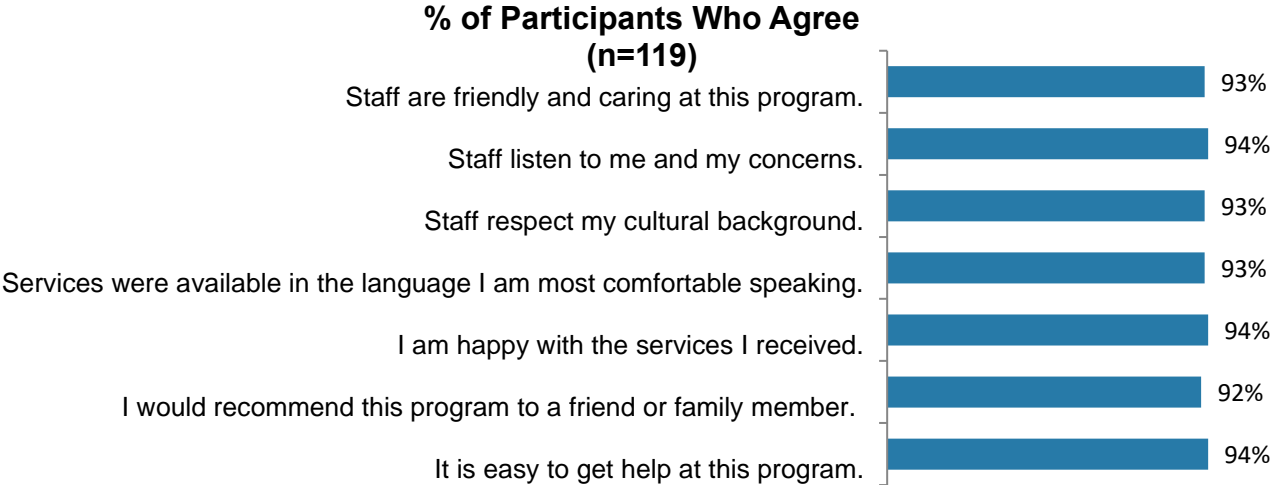 % of Participants Who Agree
(n=119)
Staff are friendly and caring at this program.
93%
Staff listen to me and my concerns.
94%
Staff respect my cultural background.
93%
Services were available in the language I am most comfortable speaking.
93%
I am happy with the services I received.
94%
I would recommend this program to a friend or family member.
92%
It is easy to get help at this program.
94%